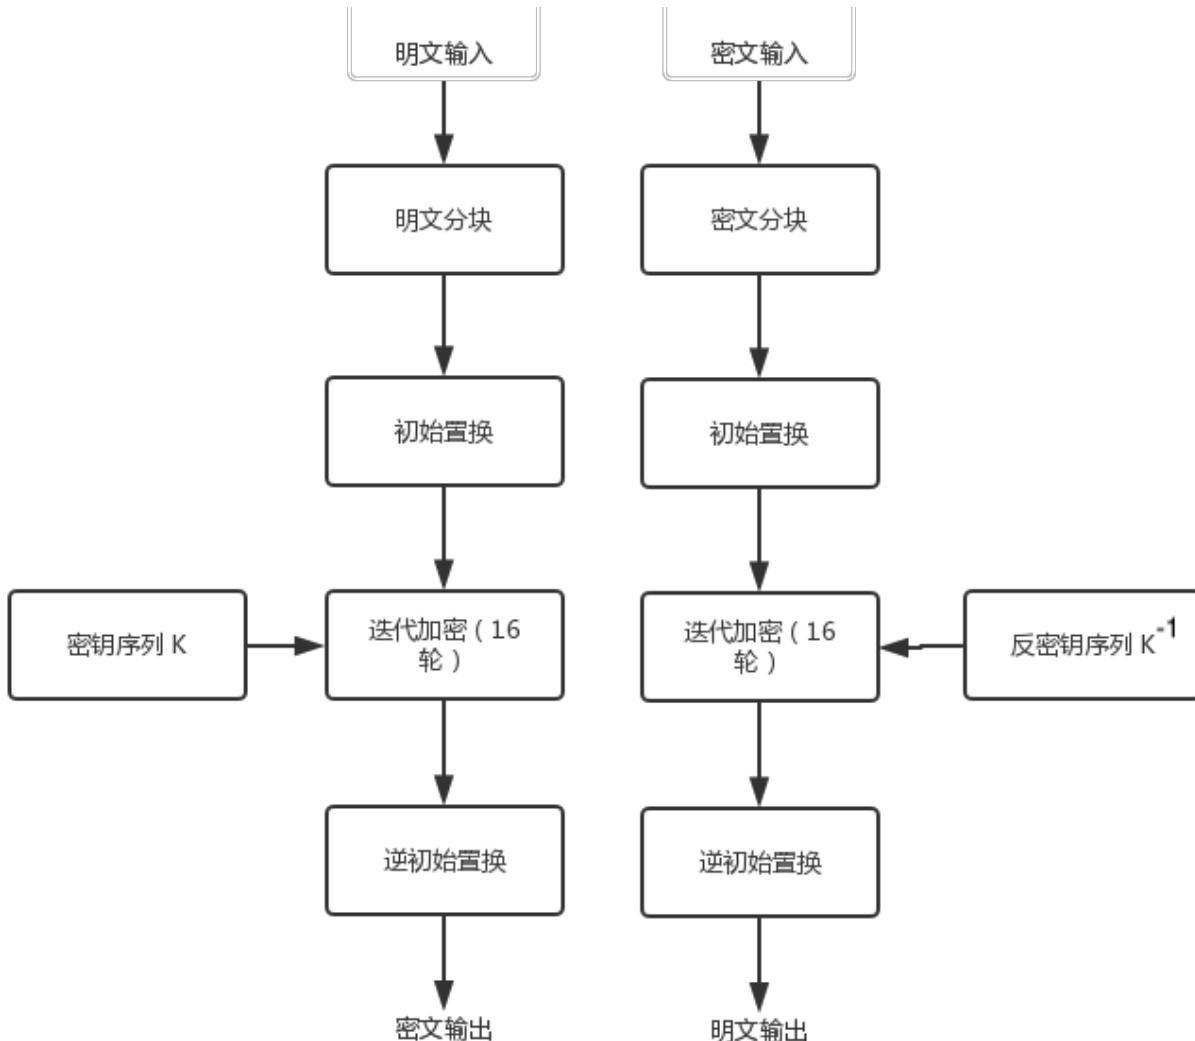 明文输入
密文输入
明文分块
密文分块
初始置换
初始置换
密钥序列 K
迭代加密（16
轮）
迭代加密（16
轮）
反密钥序列 K-1
逆初始置换
逆初始置换
密文输出
明文输出